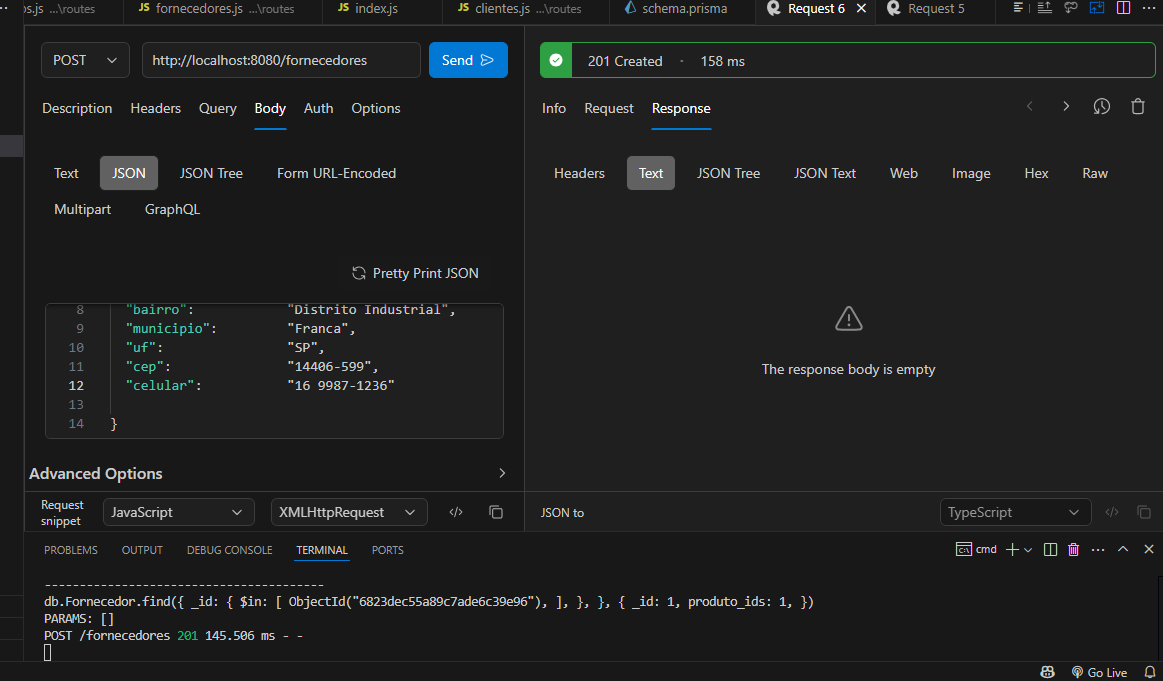 os.js ...\routes
JS fornecedores.js ...\routes
JS index.js
JS clientes.js ...\routes
schema.prisma
Request 6
Request 5
POST
http://localhost:8080/fornecedores
Send
201 Created - 158 ms
Description Headers Query Body Auth Options
Info Request Response
Text JSON JSON Tree Form URL-Encoded
Multipart GraphQL
Headers Text JSON Tree JSON Text Web Image Hex Raw
Pretty Print JSON
8 "bairro": "Distrito Industrial",
9 "municipio": "Franca",
10 "uf": "SP",
11 "cep": "14406-599",
12 "celular": "16 9987-1236"
13
14 }
The response body is empty
Advanced Options
Request snippet
JavaScript
XMLHttpRequest
JSON to
TypeScript
PROBLEMS OUTPUT DEBUG CONSOLE TERMINAL PORTS
cmd
----------------------------------------
db.Fornecedor.find({ _id: { $in: [ ObjectId("6823dec55a89c7ade6c39e96"), ], }, }, { _id: 1, produto_ids: 1, })
PARAMS: []
POST /fornecedores 201 145.506 ms - -
Go Live